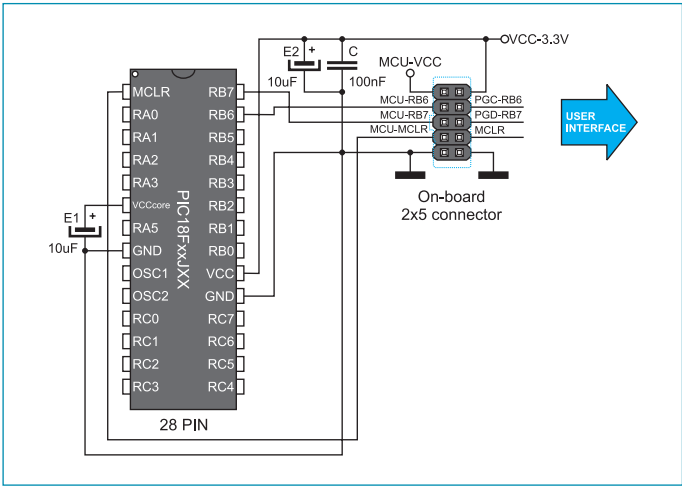 VCC-3.3V
E2
+
C
10uF
100nF
MCU-VCC
MCU-RB6
PGC-RB6
MCU-RB7
PGD-RB7
MCU-MCLR
MCLR
USER
INTERFACE
On-board
2x5 connector
MCLR
RB7
RA0
RB6
RA1
RB5
RA2
RB4
RA3
RB3
VCCcore
RB2
RA5
RB1
GND
RB0
OSC1
VCC
OSC2
GND
RC0
RC7
RC1
RC6
RC2
RC5
RC3
RC4
PIC18FxxJXX
E1
+
10uF
28 PIN